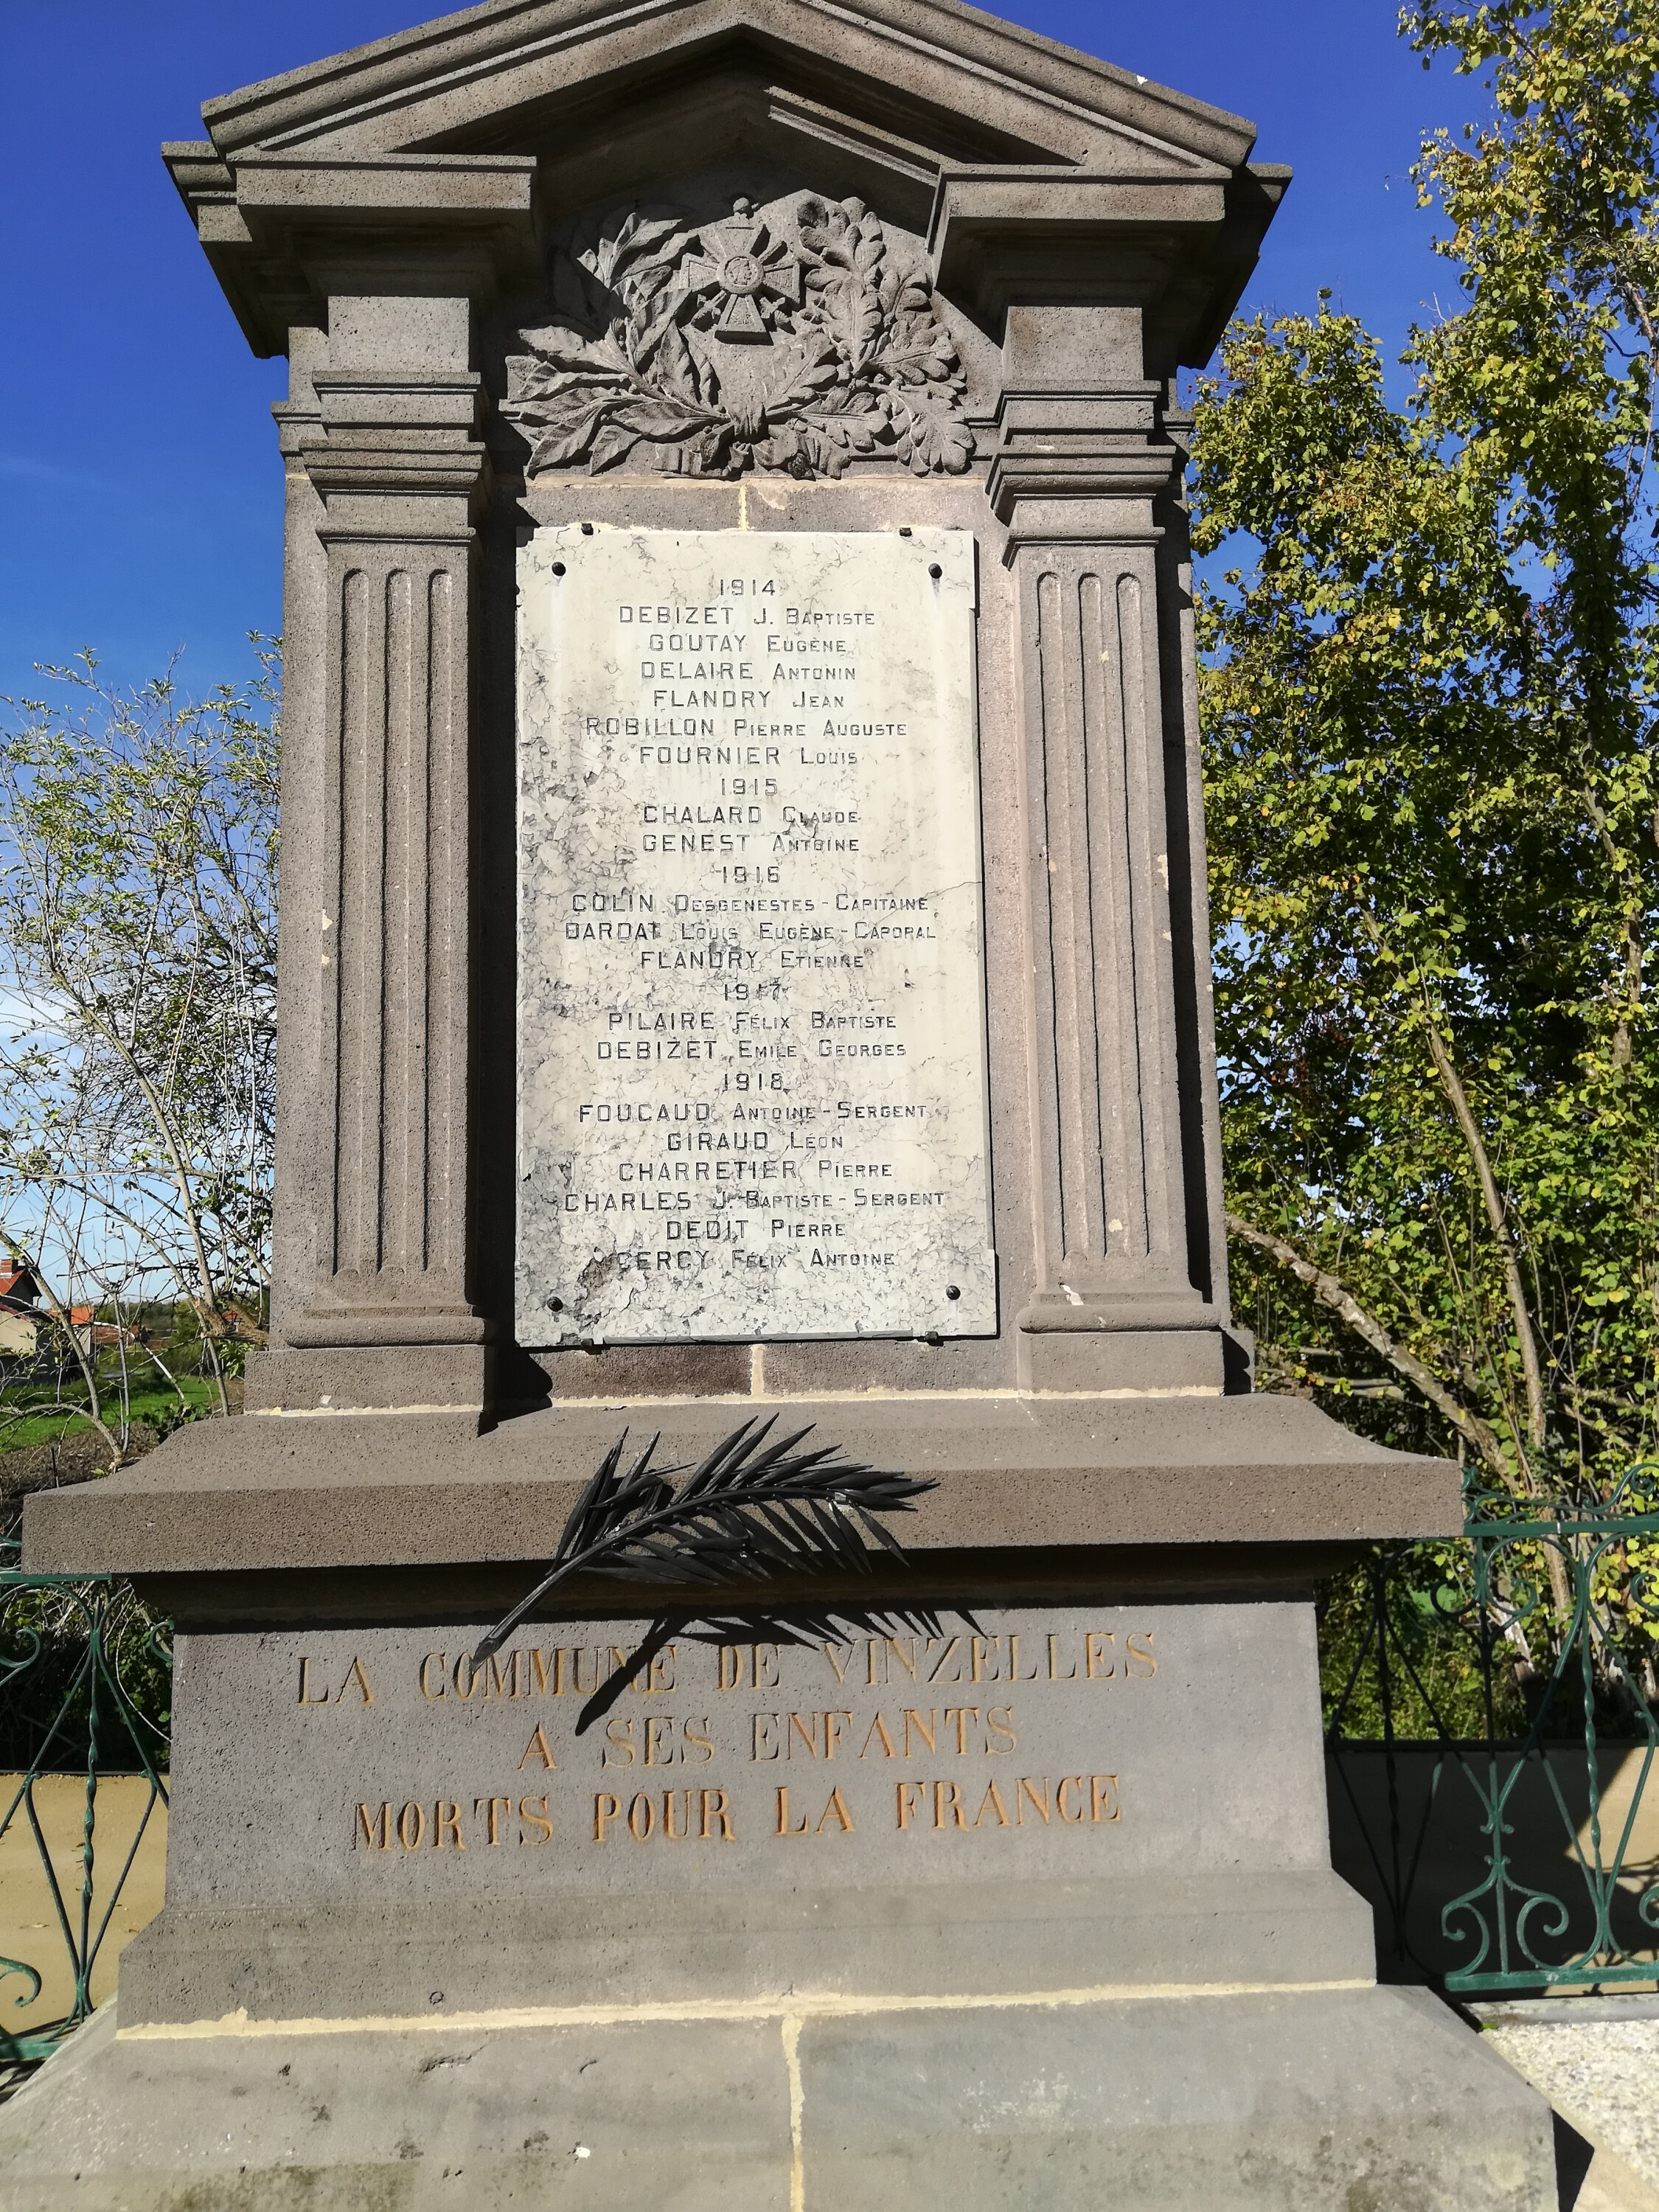 1914
DEBIZET J. BAPTISTE
GOUTAY EUGÈNE
DELAIRE ANTONIN
FLANDRY JEAN
ROBILLON PIERRE AUGUSTE
FOURNIER LOUIS
1915
CHALARD CLAUDE
GENEST ANTOINE
1916
COLIN DESGENESTES-CAPITAINE
DARDAT LOUIS EUGÈNE-CAPORAL
FLANDRY ETIENNE
1917
PILAIRE FÉLIX BAPTISTE
DEBIZET EMILE GEORGES
1918
FOUCAUD ANTOINE-SERGENT
GIRAUD LÉON
CHARRETIER PIERRE
CHARLES J. BAPTISTE-SERGENT
DEDIT PIERRE
CERCY FÉLIX ANTOINE
LA COMMUNE DE VINZELLES
A SES ENFANTS
MORTS POUR LA FRANCE